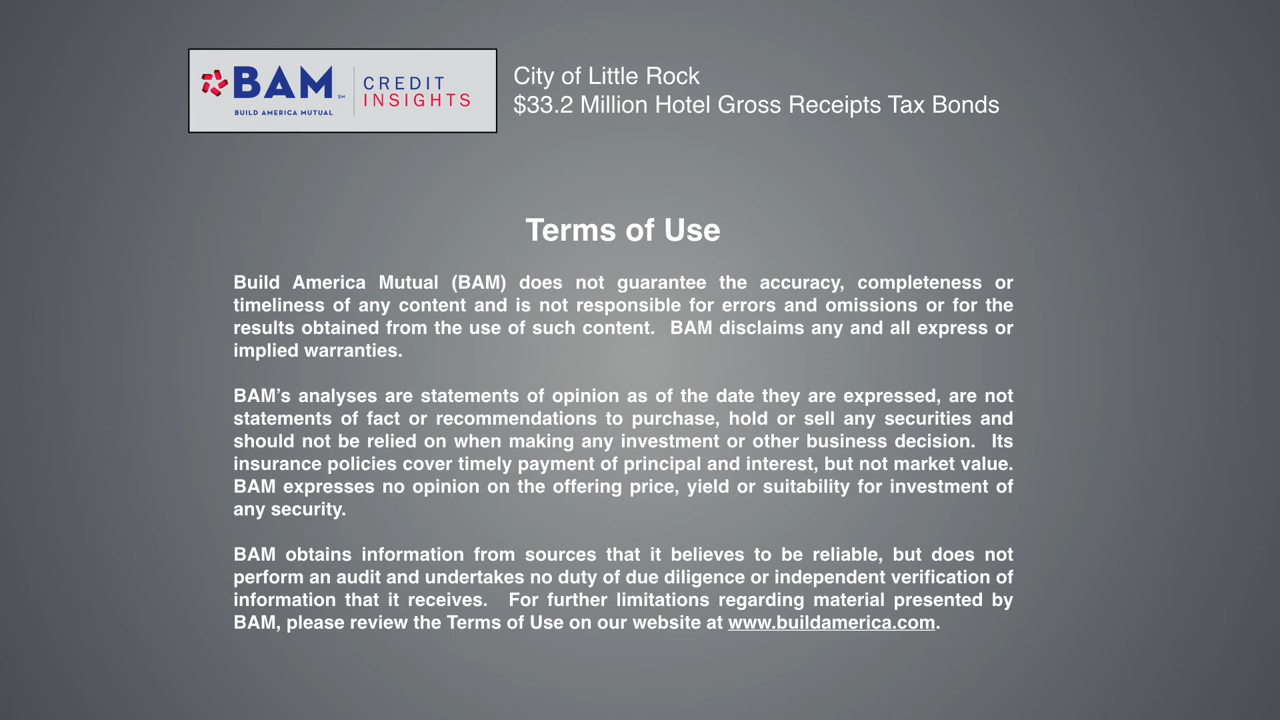 BAM SM
BUILD AMERICA MUTUAL
CREDIT
INSIGHTS
City of Little Rock
$33.2 Million Hotel Gross Receipts Tax Bonds
Terms of Use
Build America Mutual (BAM) does not guarantee the accuracy, completeness or
timeliness of any content and is not responsible for errors and omissions or for the
results obtained from the use of such content.  BAM disclaims any and all express or
implied warranties.
BAM’s analyses are statements of opinion as of the date they are expressed, are not
statements of fact or recommendations to purchase, hold or sell any securities and
should not be relied on when making any investment or other business decision.  Its
insurance policies cover timely payment of principal and interest, but not market value.
BAM expresses no opinion on the offering price, yield or suitability for investment of
any security.
BAM obtains information from sources that it believes to be reliable, but does not
perform an audit and undertakes no duty of due diligence or independent verification of
information that it receives.  For further limitations regarding material presented by
BAM, please review the Terms of Use on our website at www.buildamerica.com.